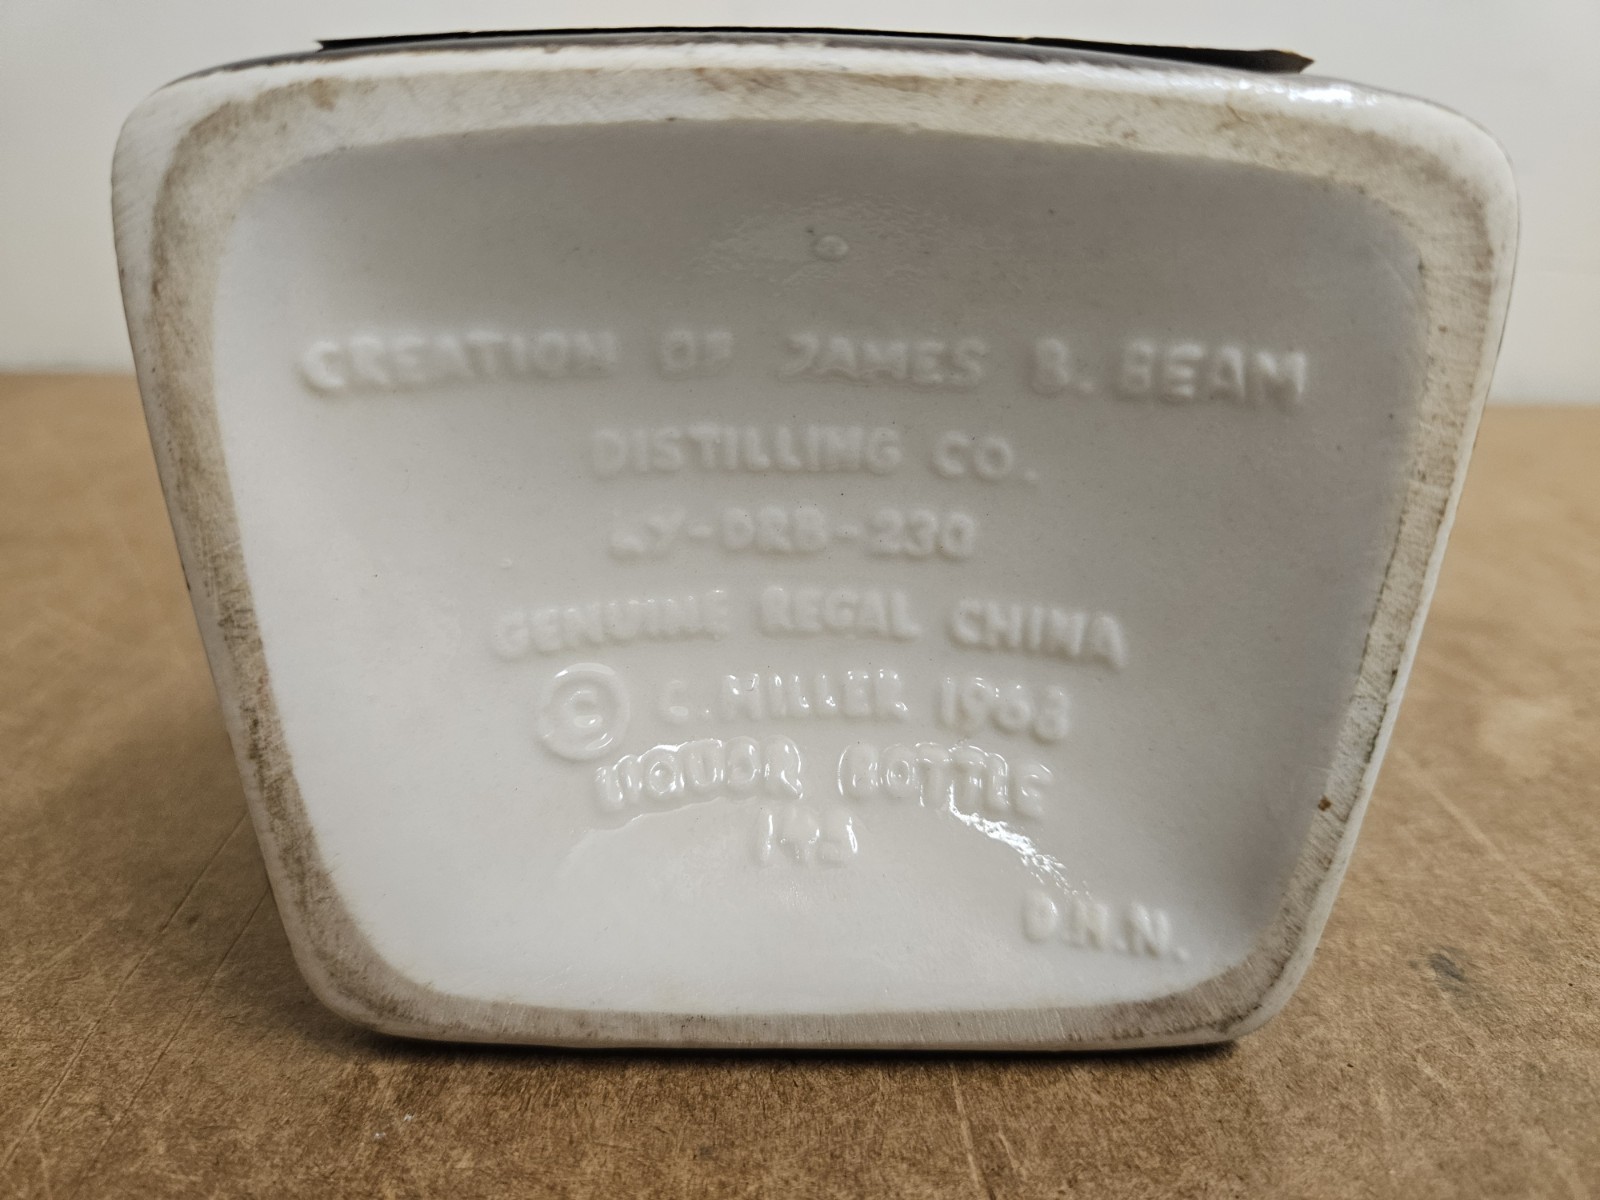 CREATION OF JAMES B. BEAM
DISTILLING CO.
KY-DRB-230
GENUINE REGAL CHINA
© C. MILLER 1968
LIQUOR BOTTLE
D.N.N.